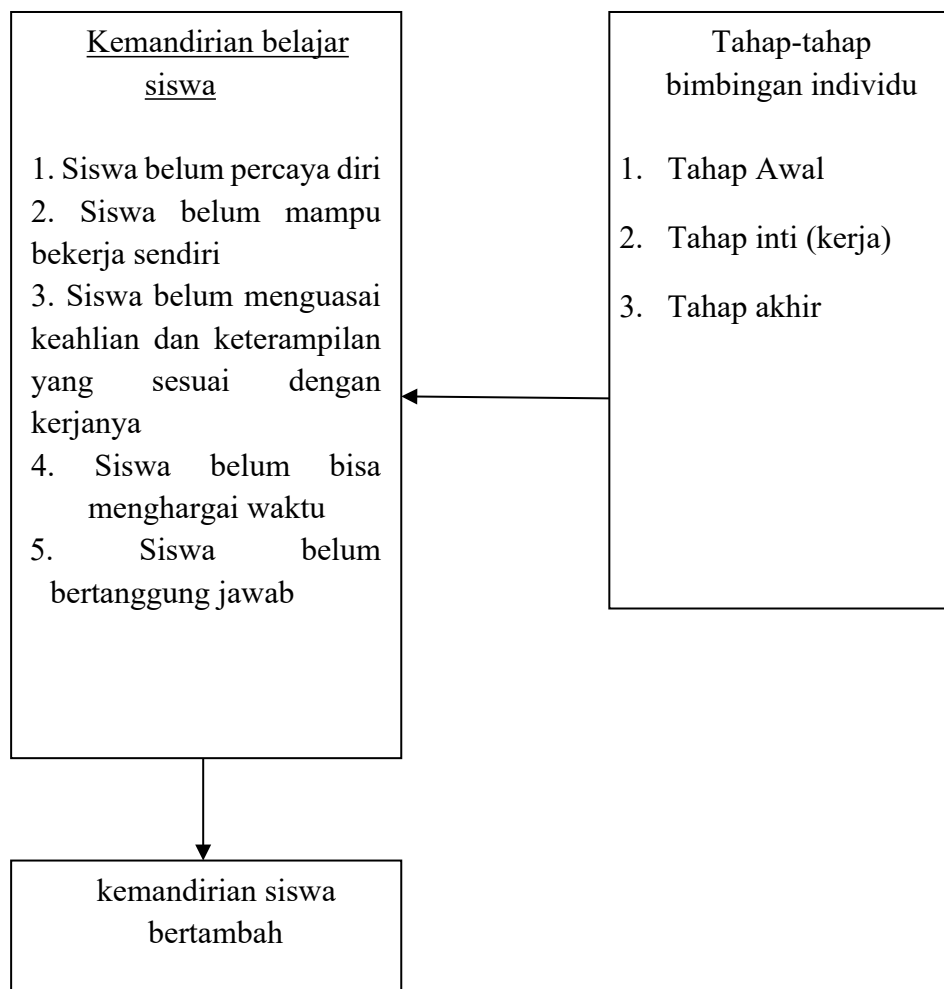 Kemandirian belajar
siswa
1. Siswa belum percaya diri
2. Siswa belum mampu
bekerja sendiri
3. Siswa belum menguasai
keahlian dan keterampilan
yang sesuai dengan
kerjanya
4. Siswa belum bisa
menghargai waktu
5. Siswa belum
bertanggung jawab
Tahap-tahap
bimbingan individu
1. Tahap Awal
2. Tahap inti (kerja)
3. Tahap akhir
kemandirian siswa
bertambah